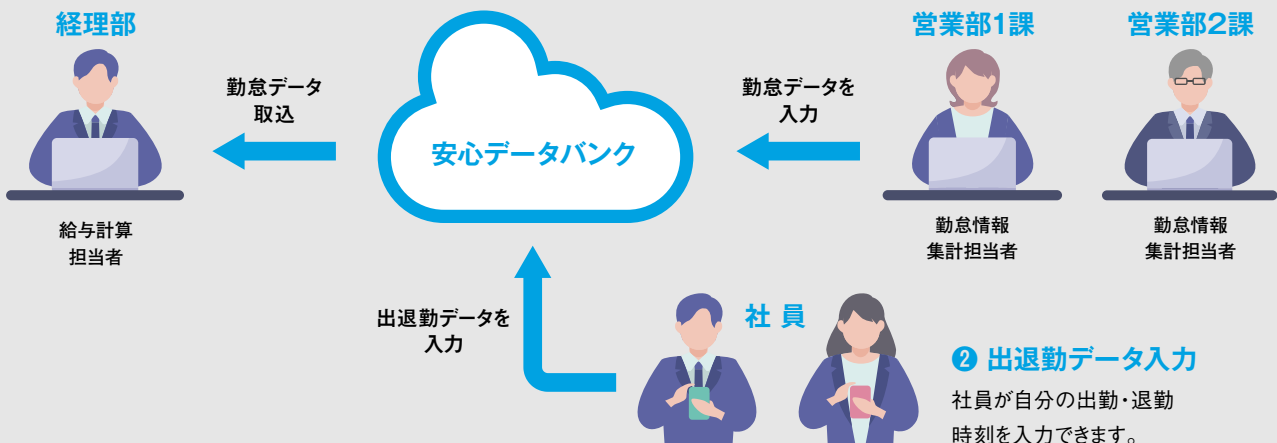 経理部
営業部1課
営業部2課
勤怠データ
取込
安心データバンク
勤怠データを
入力
給与計算
担当者
勤怠情報
集計担当者
勤怠情報
集計担当者
出退勤データを
入力
社員
❷ 出退勤データ入力
社員が自分の出勤・退勤
時刻を入力できます。